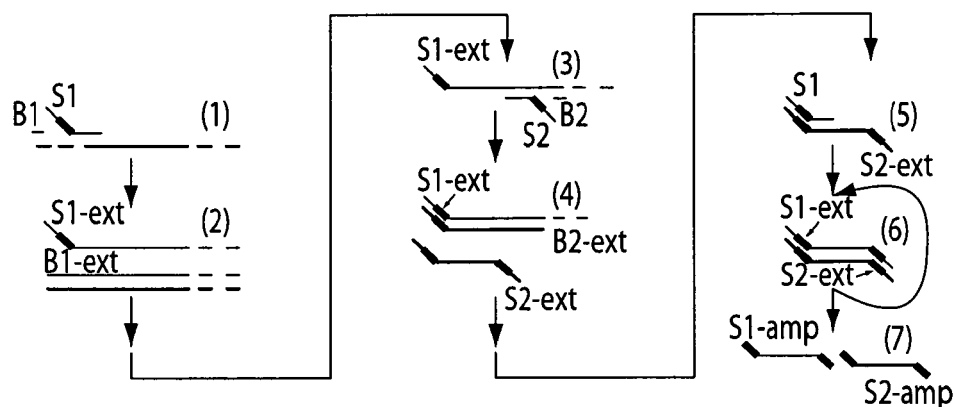 S1
B1
(1)
S1-ext
(2)
B1-ext
S1-ext
(3)
B2
S2
S1-ext
(4)
B2-ext
S2-ext
S1
(5)
S2-ext
S1-ext
(6)
S2-ext
S1-amp
(7)
S2-amp